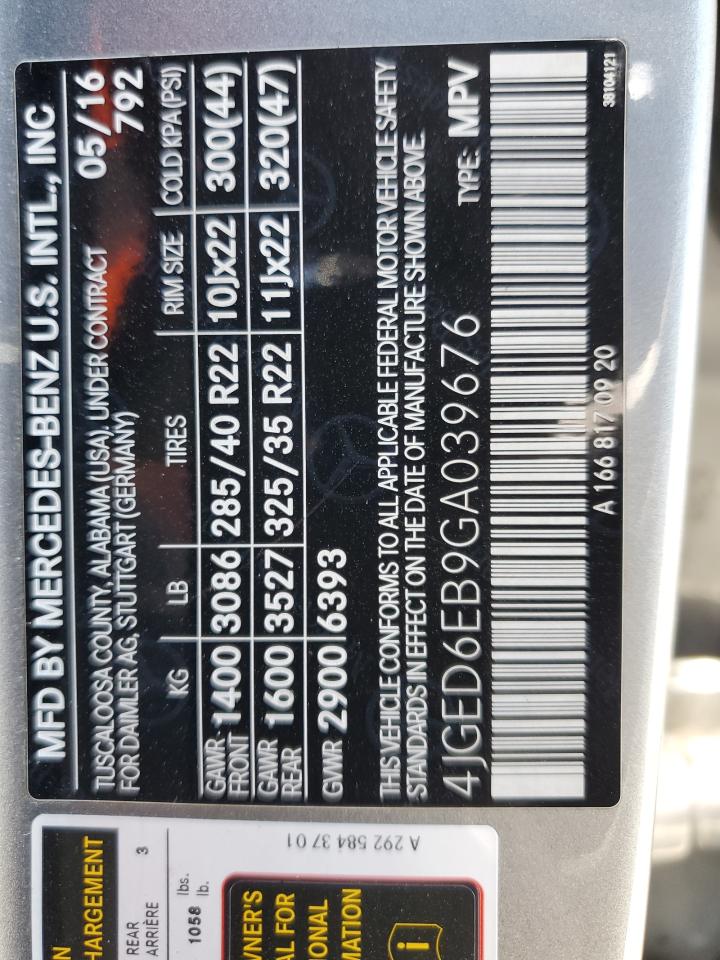 MFD BY MERCEDES-BENZ U.S. INTL., INC
TUSCALOOSA COUNTY, ALABAMA (USA), UNDER CONTRACT 05/16
FOR DAIMLER AG, STUTTGART (GERMANY) 792
KG LB TIRES RIM SIZE COLD KPA(PSI)
GAWR FRONT 1400 3086 285/40 R22 10Jx22 300(44)
GAWR REAR 1600 3527 325/35 R22 11Jx22 320(47)
GVWR 2900 6393
THIS VEHICLE CONFORMS TO ALL APPLICABLE FEDERAL MOTOR VEHICLE SAFETY
STANDARDS IN EFFECT ON THE DATE OF MANUFACTURE SHOWN ABOVE.
4JGED6EB9GA039676 TYPE: MPV
A 166 817 09 20
38104121
N
HARGEMENT
REAR 3
ARRIÈRE
1058 lbs.
lb.
A 292 584 37 01
WNER'S
AL FOR
IONAL
MATION
i